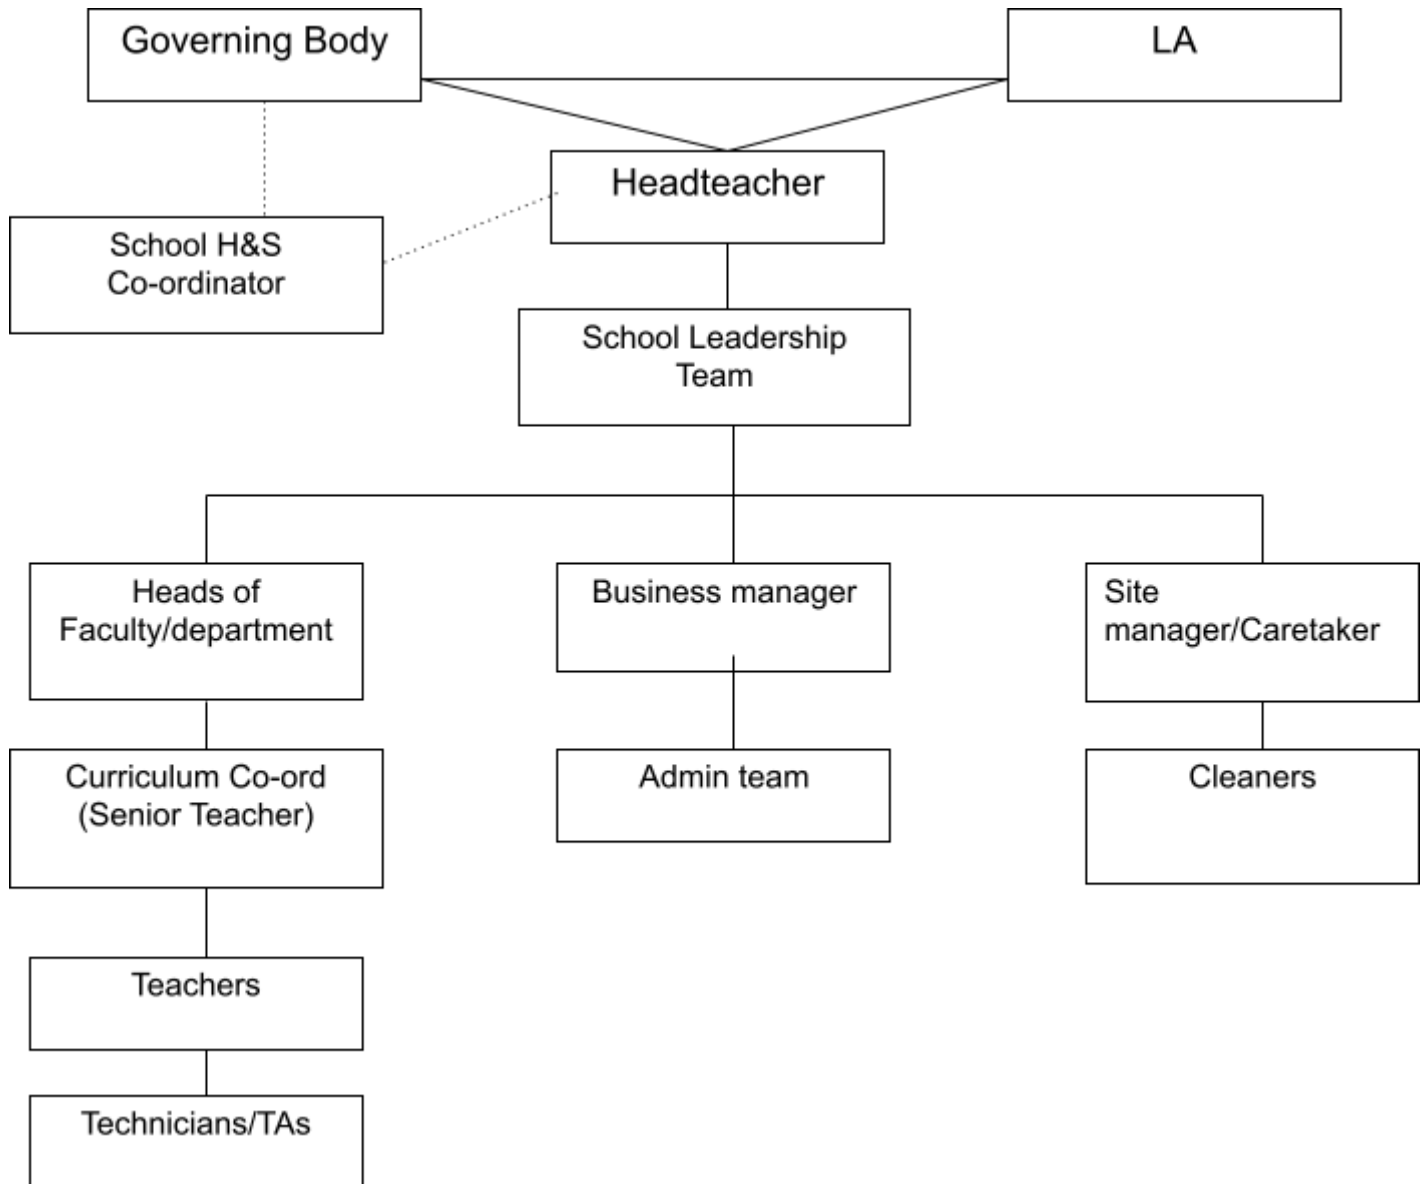 Governing Body
LA
Headteacher
School H&S
Co-ordinator
School Leadership
Team
Heads of
Faculty/department
Business manager
Site
manager/Caretaker
Curriculum Co-ord
(Senior Teacher)
Admin team
Cleaners
Teachers
Technicians/TAs